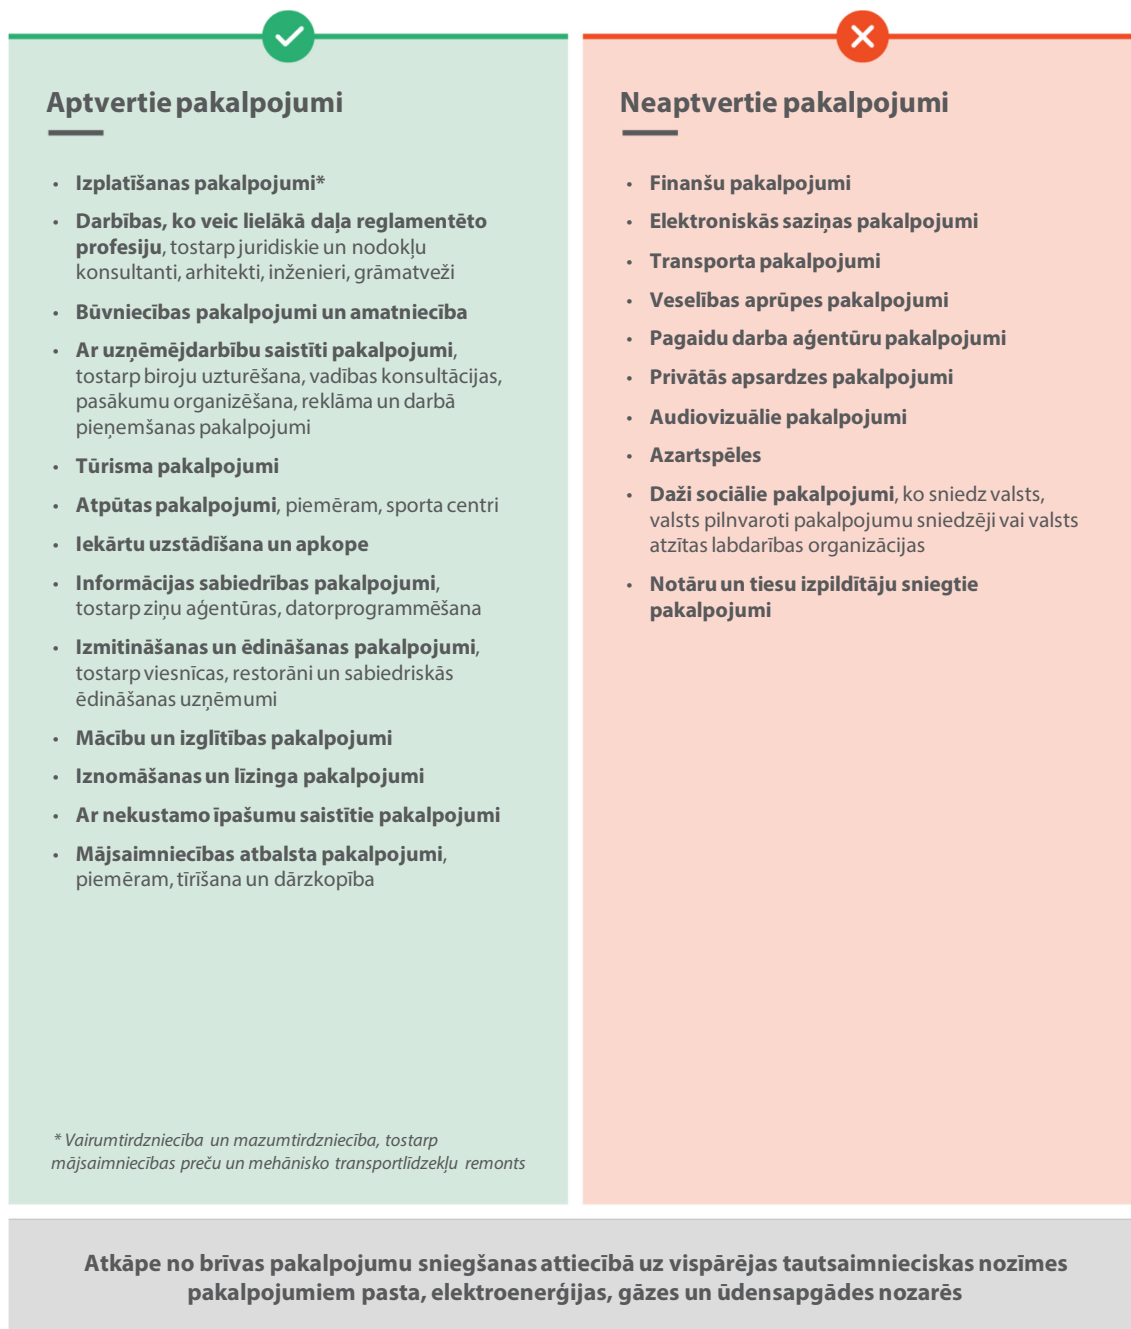 Aptvertie pakalpojumi
• Izplatīšanas pakalpojumi*
• Darbības, ko veic lielākā daļa reglamentēto
profesiju, tostarp juridiskie un nodokļu
konsultanti, arhitekti, inženieri, grāmatveži
• Būvniecības pakalpojumi un amatniecība
• Ar uzņēmējdarbību saistīti pakalpojumi,
tostarp biroju uzturēšana, vadības konsultācijas,
pasākumu organizēšana, reklāma un darbā
pieņemšanas pakalpojumi
• Tūrisma pakalpojumi
• Atpūtas pakalpojumi, piemēram, sporta centri
• Iekārtu uzstādīšana un apkope
• Informācijas sabiedrības pakalpojumi,
tostarp ziņu aģentūras, datorprogrammēšana
• Izmitināšanas un ēdināšanas pakalpojumi,
tostarp viesnīcas, restorāni un sabiedriskās
ēdināšanas uzņēmumi
• Mācību un izglītības pakalpojumi
• Iznomāšanas un līzinga pakalpojumi
• Ar nekustamo īpašumu saistītie pakalpojumi
• Mājsaimniecības atbalsta pakalpojumi,
piemēram, tīrīšana un dārzkopība
* Vairumtirdzniecība un mazumtirdzniecība, tostarp
mājsaimniecības preču un mehānisko transportlīdzekļu remonts
Neaptvertie pakalpojumi
• Finanšu pakalpojumi
• Elektroniskās saziņas pakalpojumi
• Transporta pakalpojumi
• Veselības aprūpes pakalpojumi
• Pagaidu darba aģentūru pakalpojumi
• Privātās apsardzes pakalpojumi
• Audiovizuālie pakalpojumi
• Azartspēles
• Daži sociālie pakalpojumi, ko sniedz valsts,
valsts pilnvaroti pakalpojumu sniedzēji vai valsts
atzītas labdarības organizācijas
• Notāru un tiesu izpildītāju sniegtie
pakalpojumi
Atkāpe no brīvas pakalpojumu sniegšanas attiecībā uz vispārējas tautsaimnieciskas nozīmes
pakalpojumiem pasta, elektroenerģijas, gāzes un ūdensapgādes nozarēs